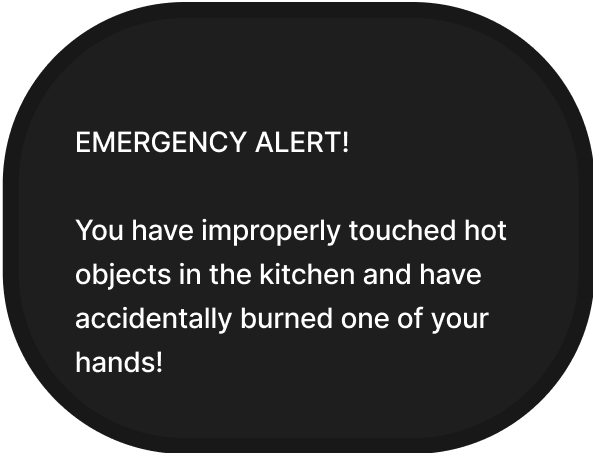 EMERGENCY ALERT!
You have improperly touched hot
objects in the kitchen and have
accidentally burned one of your
hands!